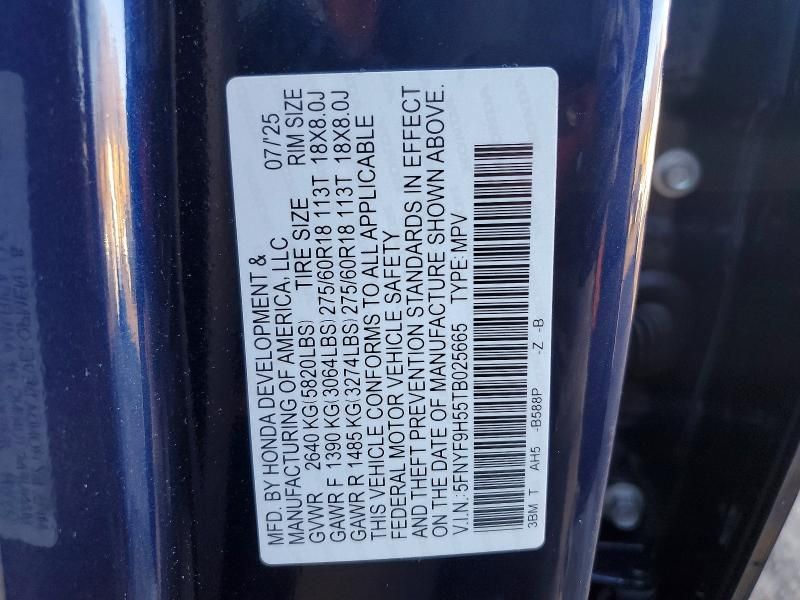 MFD. BY HONDA DEVELOPMENT & 07/'25
MANUFACTURING OF AMERICA, LLC
GVWR 2640 KG(5820LBS) TIRE SIZE RIM SIZE
GAWR F 1390 KG(3064LBS) 275/60R18 113T 18X8.0J
GAWR R 1485 KG(3274LBS) 275/60R18 113T 18X8.0J
THIS VEHICLE CONFORMS TO ALL APPLICABLE
FEDERAL MOTOR VEHICLE SAFETY
AND THEFT PREVENTION STANDARDS IN EFFECT
ON THE DATE OF MANUFACTURE SHOWN ABOVE.
V.I.N.:5FNYF9H55TB025665 TYPE: MPV
3BM T AH5 -B588P -Z -B